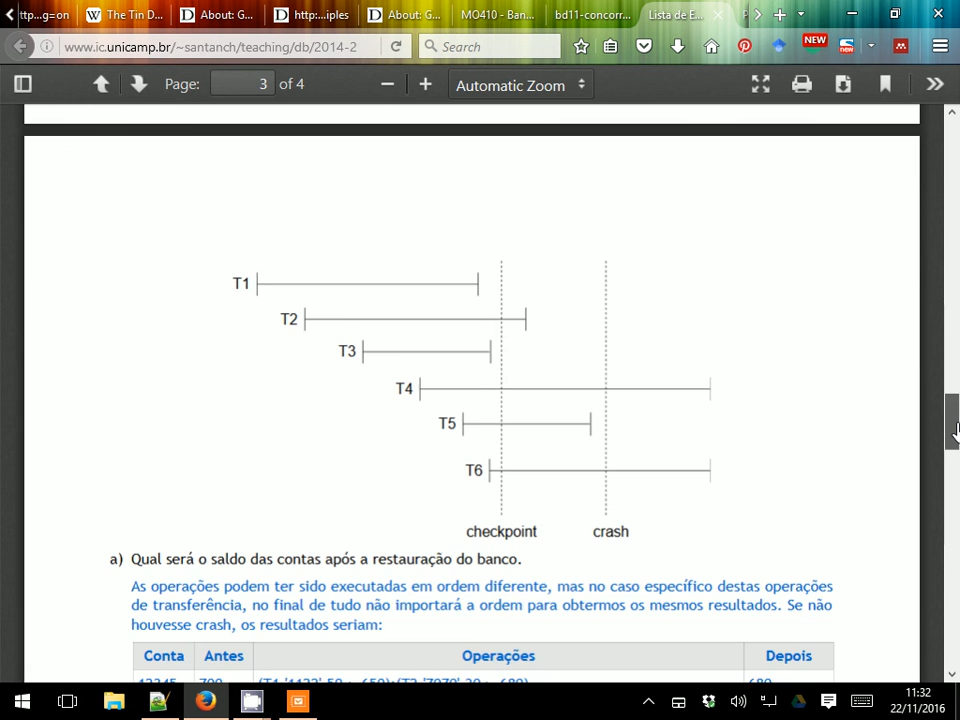 ttp...g=on
The Tin D...
About: G...
http:...iples
About: G...
MO410 - Ban...
bd11-concorr...
Lista de E...
www.ic.unicamp.br/~santanch/teaching/db/2014-2
Search
NEW
NEW
Page: 3 of 4
Automatic Zoom
T1
T2
T3
T4
T5
T6
checkpoint crash
a) Qual será o saldo das contas após a restauração do banco.
As operações podem ter sido executadas em ordem diferente, mas no caso específico destas operações
de transferência, no final de tudo não importará a ordem para obtermos os mesmos resultados. Se não
houvesse crash, os resultados seriam:
Conta Antes Operações Depois
11:32
22/11/2016